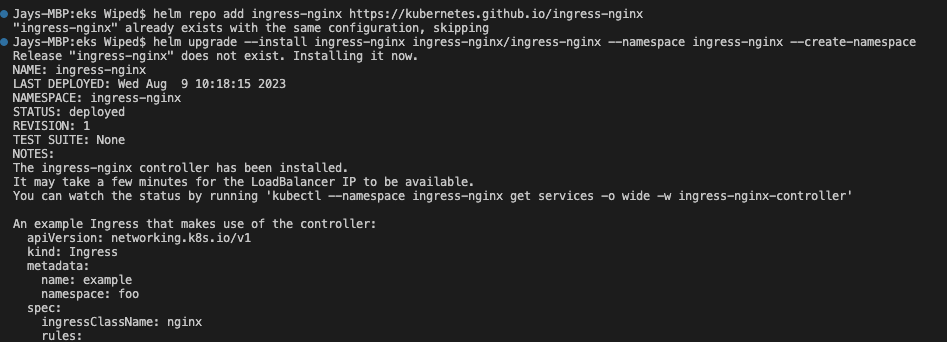 Jays-MBP:eks Wiped$ helm repo add ingress-nginx https://kubernetes.github.io/ingress-nginx
"ingress-nginx" already exists with the same configuration, skipping
Jays-MBP:eks Wiped$ helm upgrade --install ingress-nginx ingress-nginx/ingress-nginx --namespace ingress-nginx --create-namespace
Release "ingress-nginx" does not exist. Installing it now.
NAME: ingress-nginx
LAST DEPLOYED: Wed Aug  9 10:18:15 2023
NAMESPACE: ingress-nginx
STATUS: deployed
REVISION: 1
TEST SUITE: None
NOTES:
The ingress-nginx controller has been installed.
It may take a few minutes for the LoadBalancer IP to be available.
You can watch the status by running 'kubectl --namespace ingress-nginx get services -o wide -w ingress-nginx-controller'

An example Ingress that makes use of the controller:
  apiVersion: networking.k8s.io/v1
  kind: Ingress
  metadata:
    name: example
    namespace: foo
  spec:
    ingressClassName: nginx
    rules: